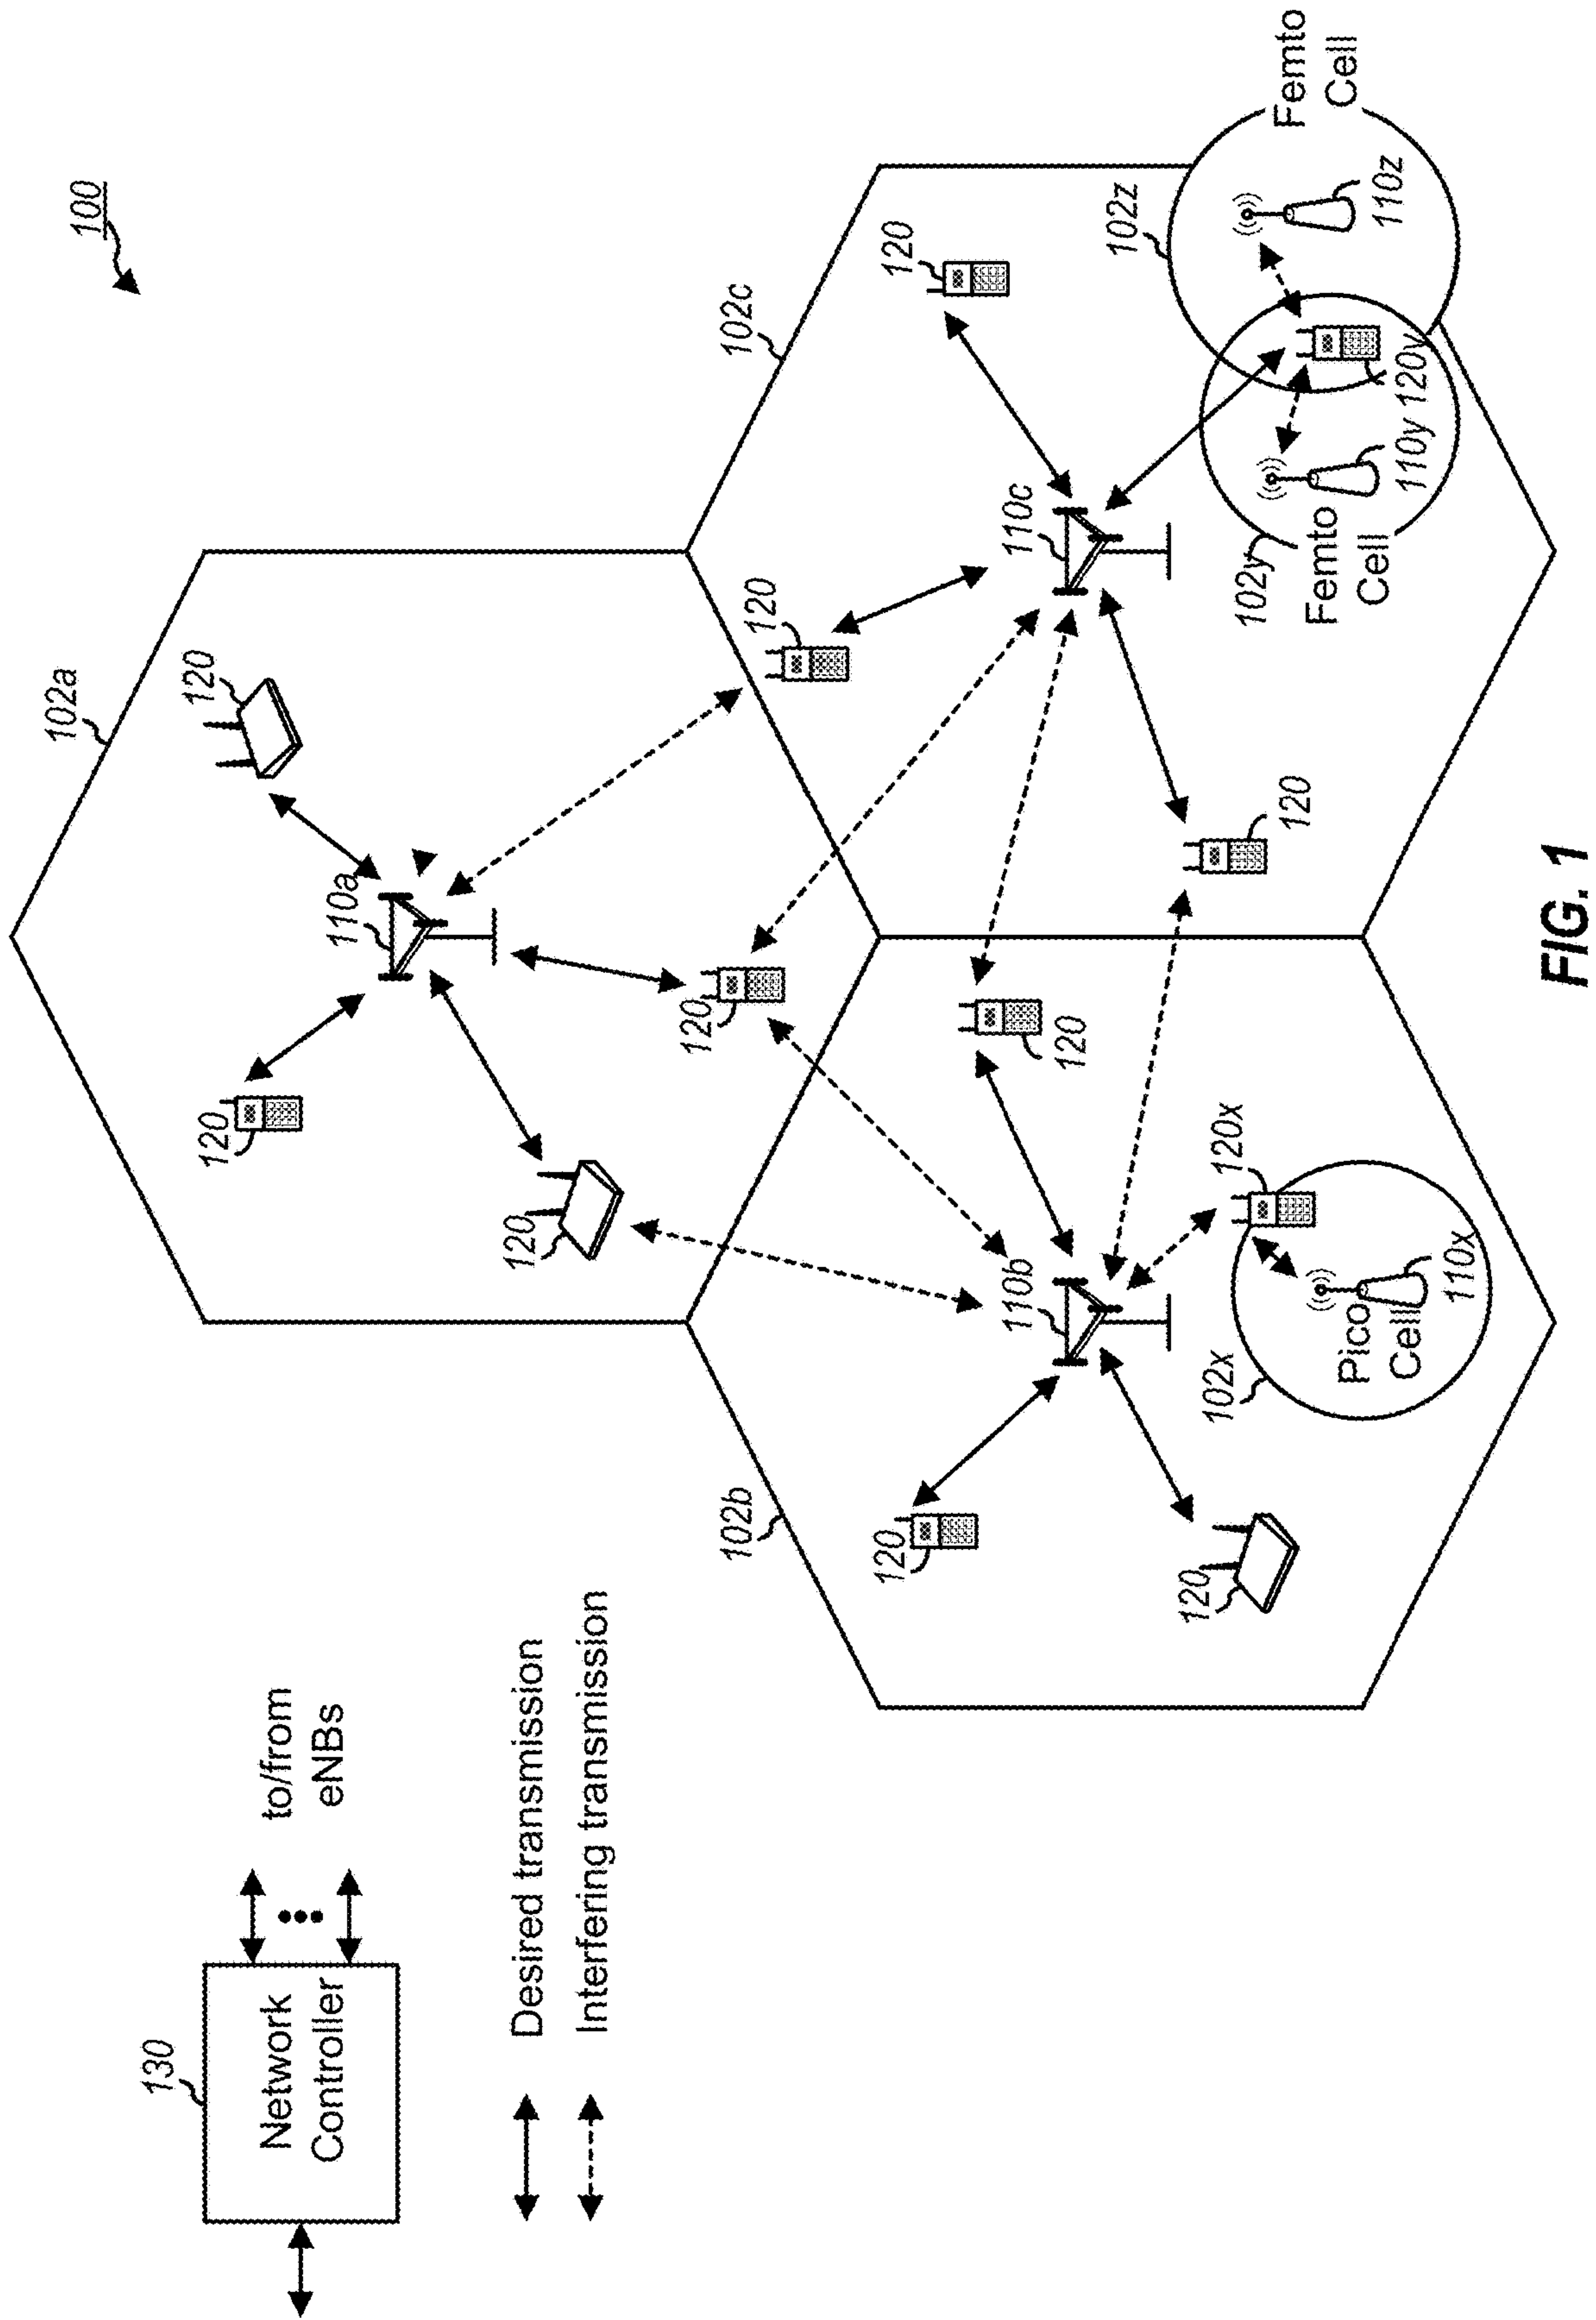 100
130
Network
Controller
to/from
eNBs
Desired transmission
Interfering transmission
102a
120
110a
120
120
120
102b
120
110b
120
120
120x
102x
Pico
Cell
110x
102c
120
120
110c
120
102z
110z
Femto
Cell
120y
110y
102y
Femto
Cell
FIG. 1